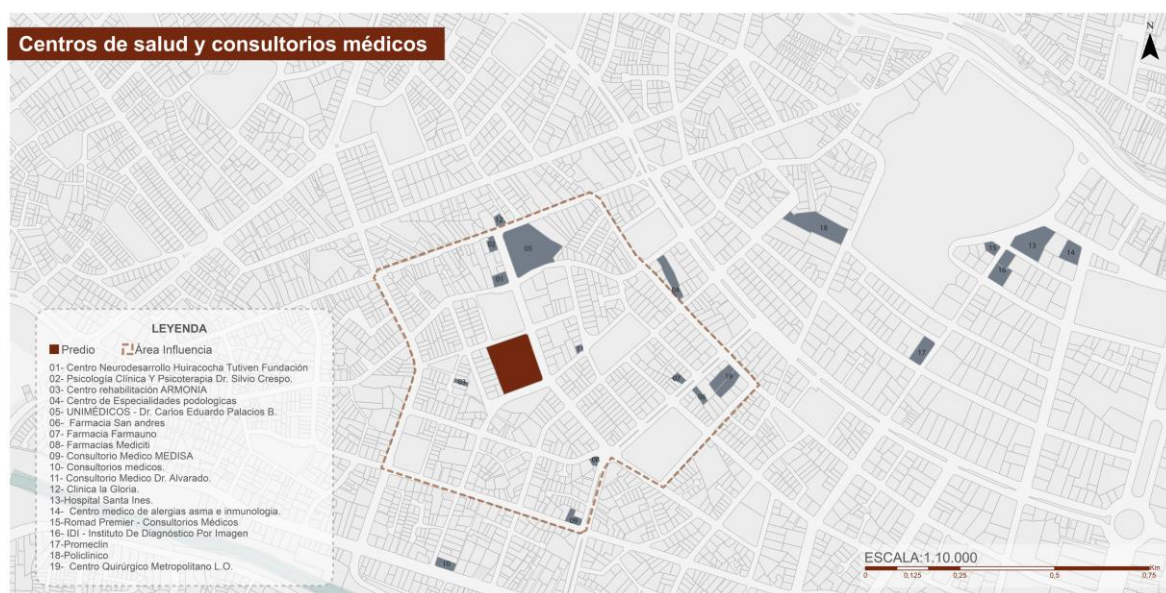 Centros de salud y consultorios médicos
N
12
05
18
13
14
16
04
17
03
07
19
10
LEYENDA
Predio Área Influencia
01- Centro Neurodesarrollo Huiracocha Tutiven Fundación
02- Psicología Clínica Y Psicoterapia Dr. Silvio Crespo.
03- Centro rehabilitación ARMONIA
04- Centro de Especialidades podologicas
05- UNIMÉDICOS - Dr. Carlos Eduardo Palacios B.
06- Farmacia San andres
07- Farmacia Farmauno
08- Farmacias Mediciti
09- Consultorio Medico MEDISA
10- Consultorios medicos.
11- Consultorio Medico Dr. Alvarado.
12- Clinica la Gloria.
13-Hospital Santa Ines.
14- Centro medico de alergias asma e inmunologia.
15-Romad Premier - Consultorios Médicos
16- IDI - Instituto De Diagnóstico Por Imagen
17-Promeclin
18-Policlinico
19- Centro Quirúrgico Metropolitano L.O.
ESCALA:1.10.000
Km
0 0,125 0,25 0,5 0,75